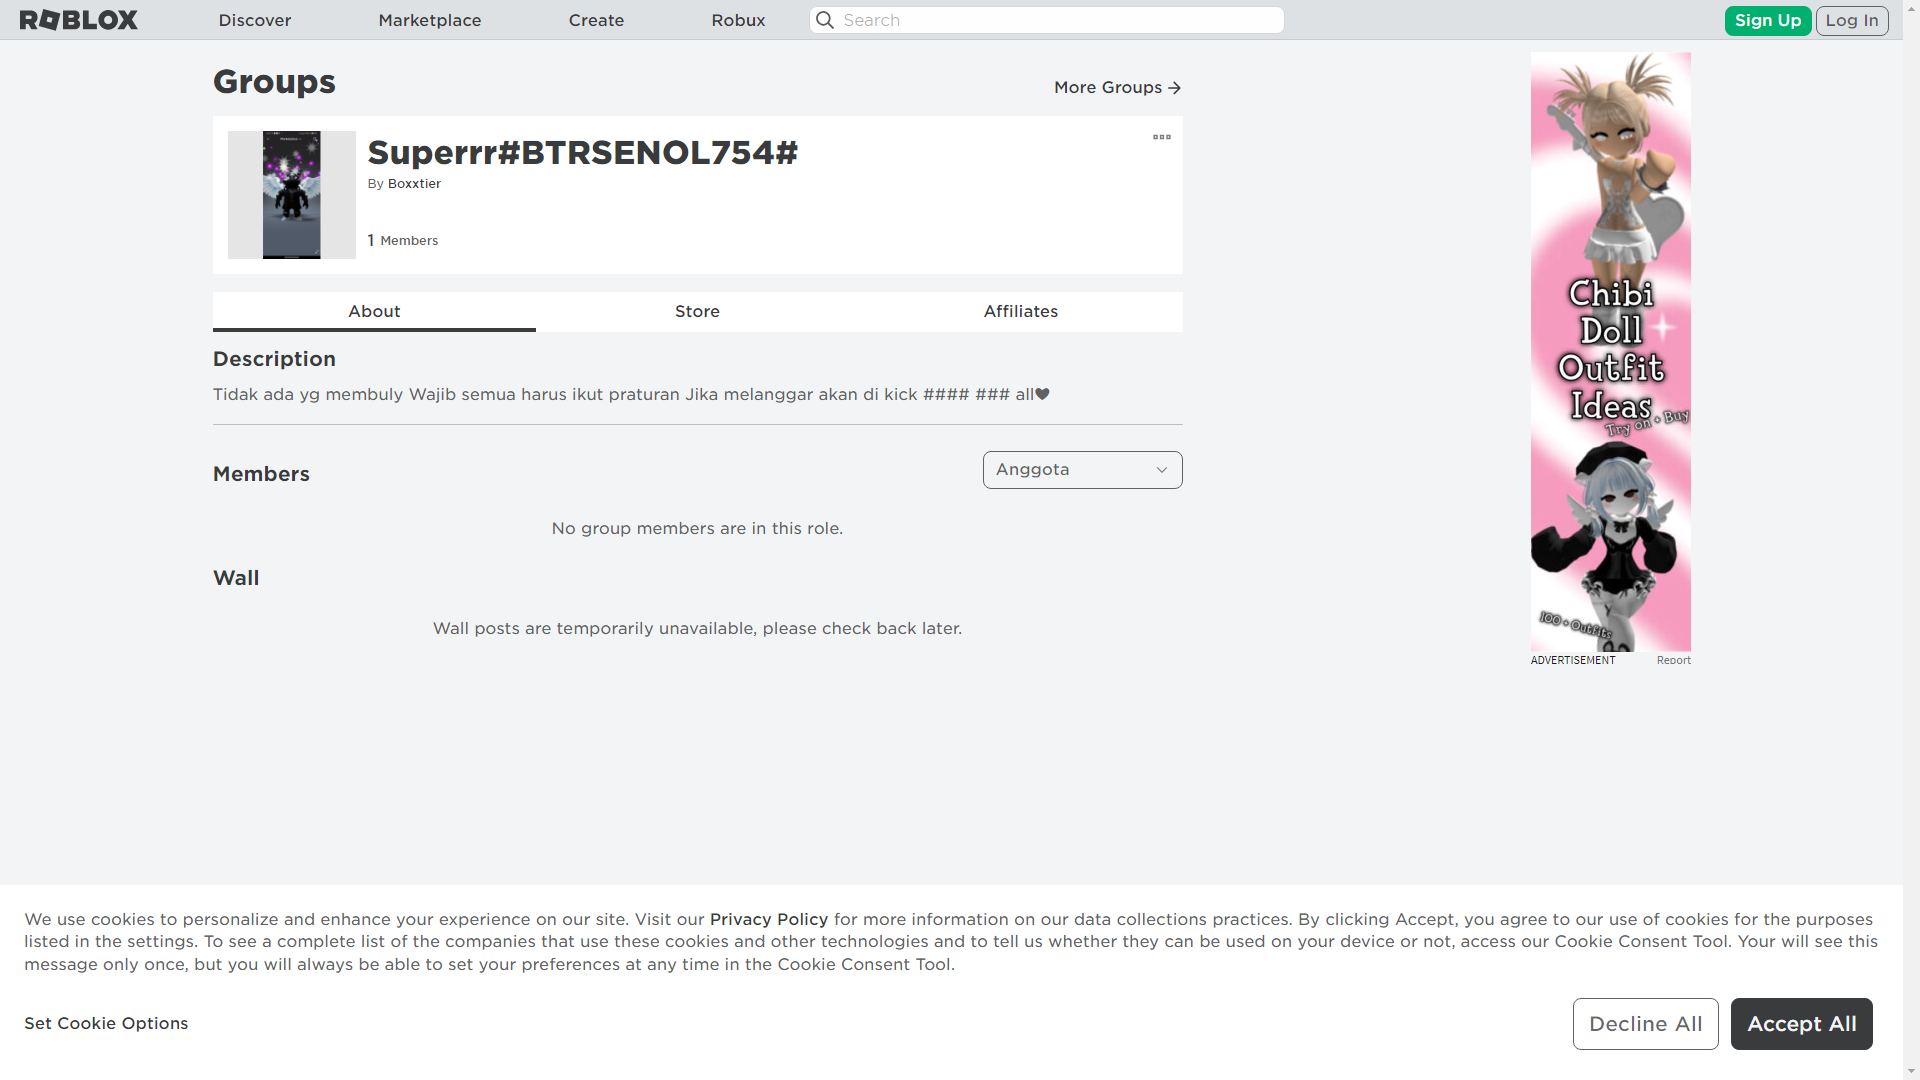 ROBLOX
Discover
Marketplace
Create
Robux
Search
Sign Up
Log In
Groups
More Groups
Superrr#BTRSENOL754#
By Boxxtier
1 Members
About
Store
Affiliates
Description
Tidak ada yg membuly Wajib semua harus ikut praturan Jika melanggar akan di kick #### ### all🖤
Members
Anggota
No group members are in this role.
Wall
Wall posts are temporarily unavailable, please check back later.
Chibi
Doll
Outfit
Ideas
Try on + Buy
100 + Outfits
ADVERTISEMENT
Report
We use cookies to personalize and enhance your experience on our site. Visit our Privacy Policy for more information on our data collections practices. By clicking Accept, you agree to our use of cookies for the purposes
listed in the settings. To see a complete list of the companies that use these cookies and other technologies and to tell us whether they can be used on your device or not, access our Cookie Consent Tool. Your will see this
message only once, but you will always be able to set your preferences at any time in the Cookie Consent Tool.
Set Cookie Options
Decline All
Accept All